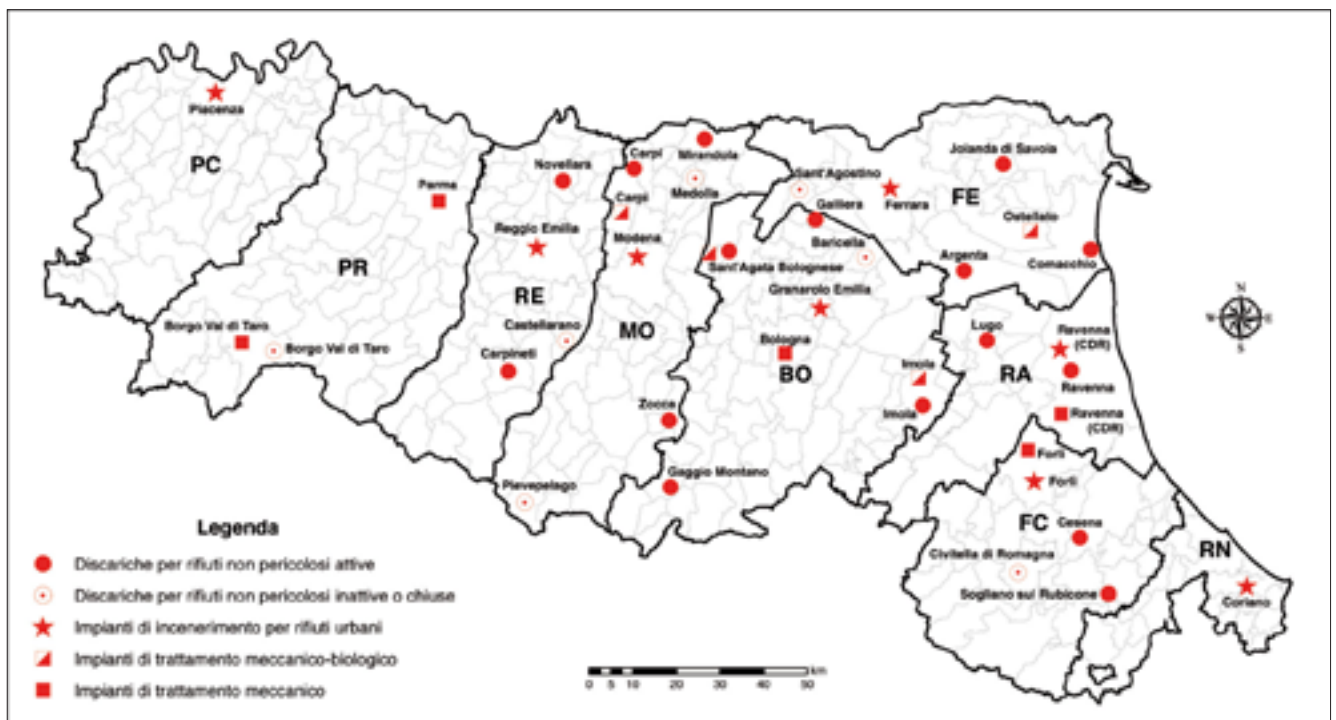 Piacenza
PC
PR
Parma
Borgo Val di Taro
Borgo Val di Taro
Novellara
Reggio Emilia
RE
Castellarano
Carpineti
Carpi
Mirandola
Medolla
Carpi
Modena
MO
Zocca
Pievepelago
Gaggio Montano
Sant'Agostino
Galliera
Baricella
Sant'Agata Bolognese
Granarolo Emilia
Bologna
BO
Imola
Imola
Ferrara
FE
Jolanda di Savoia
Ostellato
Argenta
Comacchio
Lugo
RA
Ravenna
(CDR)
Ravenna
Ravenna
(CDR)
Forlì
Forlì
FC
Cesena
Civitella di Romagna
Sogliano sul Rubicone
RN
Coriano
N
W
E
S
Legenda
Discariche per rifiuti non pericolosi attive
Discariche per rifiuti non pericolosi inattive o chiuse
Impianti di incenerimento per rifiuti urbani
Impianti di trattamento meccanico-biologico
Impianti di trattamento meccanico
km
0 5 10 20 30 40 50